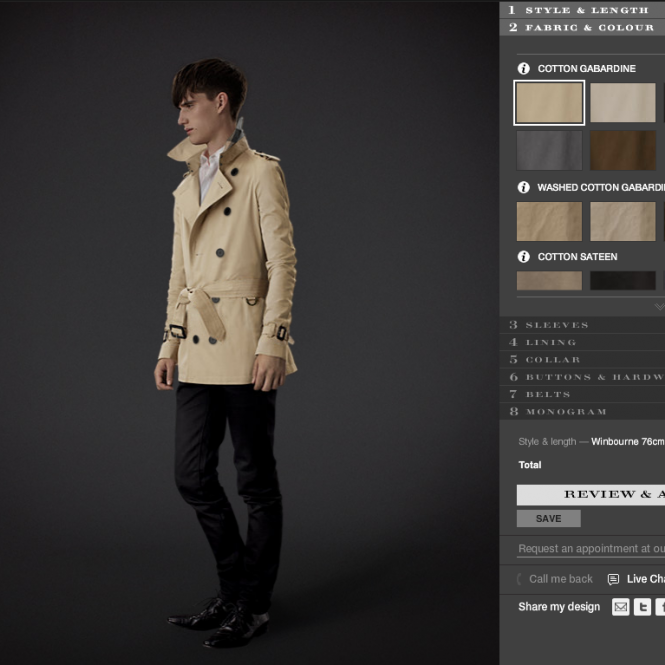 1 STYLE & LENGTH
2 FABRIC & COLOUR
COTTON GABARDINE
WASHED COTTON GABARDI
COTTON SATEEN
3 SLEEVES
4 LINING
5 COLLAR
6 BUTTONS & HARDW
7 BELTS
8 MONOGRAM
Style & length — Winbourne 76cm
Total
REVIEW & A
SAVE
Request an appointment at ou
Call me back Live Cha
Share my design